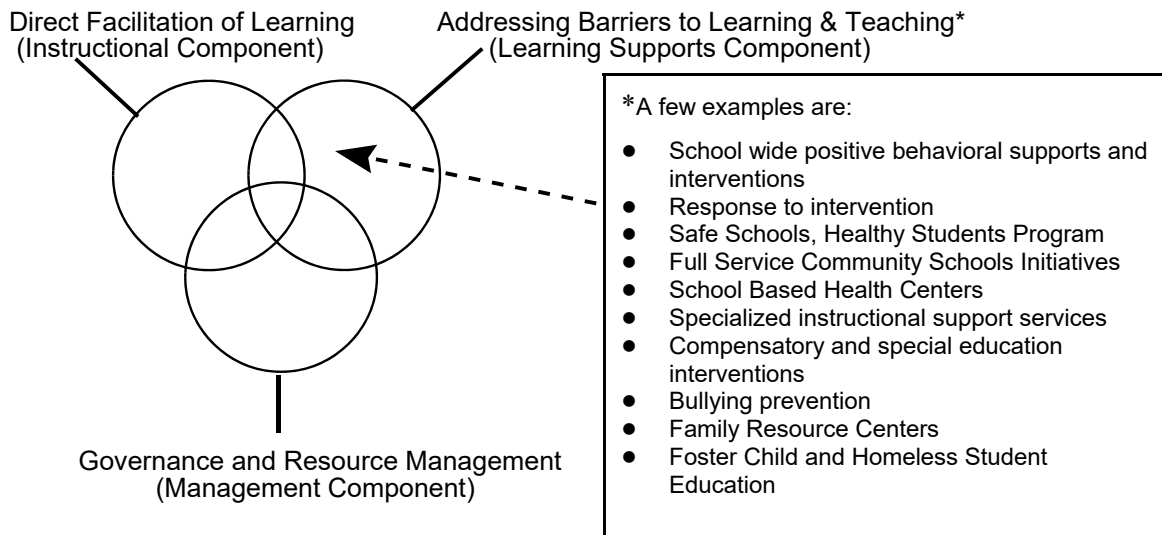 Direct Facilitation of Learning
(Instructional Component)
Addressing Barriers to Learning & Teaching*
(Learning Supports Component)
*A few examples are:
● School wide positive behavioral supports and
interventions
● Response to intervention
● Safe Schools, Healthy Students Program
● Full Service Community Schools Initiatives
● School Based Health Centers
● Specialized instructional support services
● Compensatory and special education
interventions
● Bullying prevention
● Family Resource Centers
● Foster Child and Homeless Student
Education
Governance and Resource Management
(Management Component)